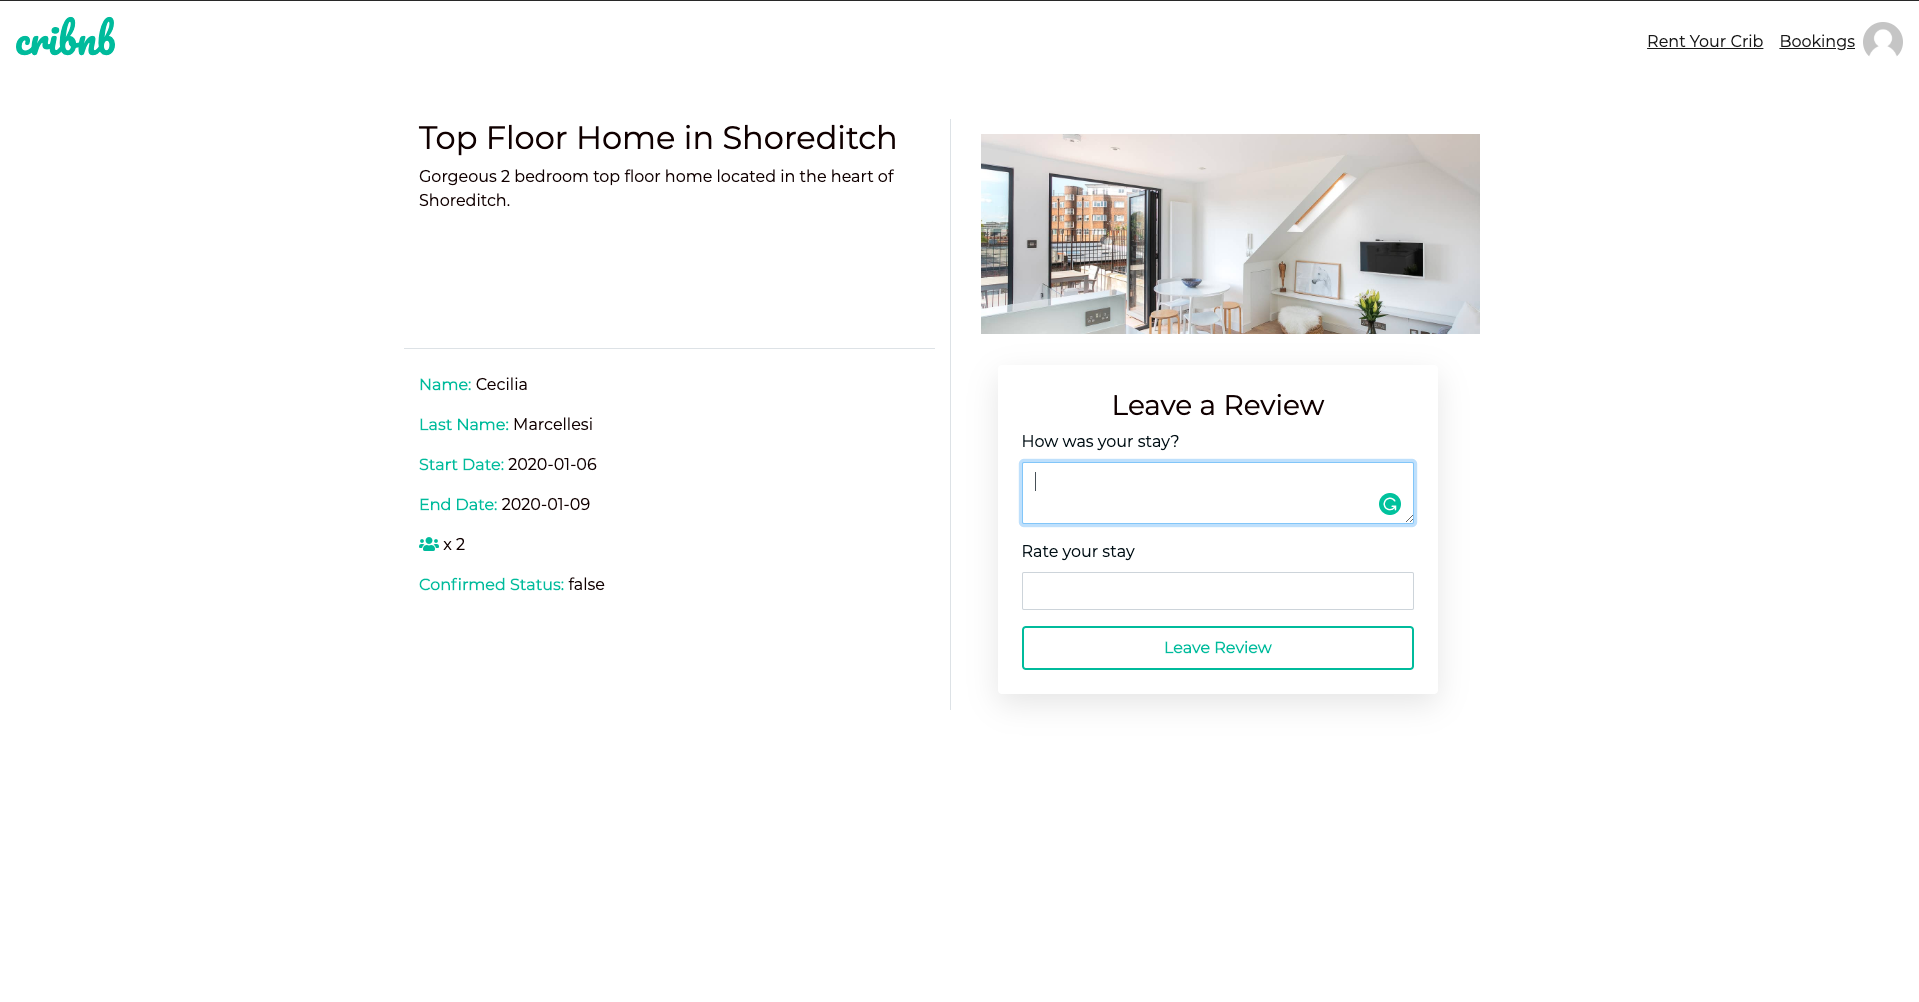 cribnb
Rent Your Crib
Bookings
Top Floor Home in Shoreditch
Gorgeous 2 bedroom top floor home located in the heart of
Shoreditch.
Name: Cecilia
Last Name: Marcellesi
Start Date: 2020-01-06
End Date: 2020-01-09
x 2
Confirmed Status: false
Leave a Review
How was your stay?
Rate your stay
Leave Review